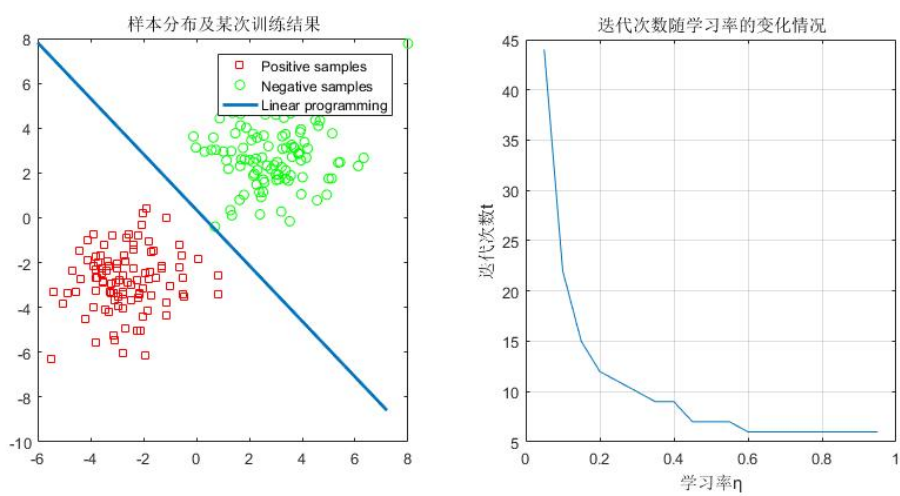 样本分布及某次训练结果
8
6
4
2
0
-2
-4
-6
-8
-10
-6 -4 -2 0 2 4 6 8
Positive samples
Negative samples
Linear programming
迭代次数随学习率的变化情况
45
40
35
30
25
20
15
10
5
0 0.2 0.4 0.6 0.8 1
迭代次数t
学习率η